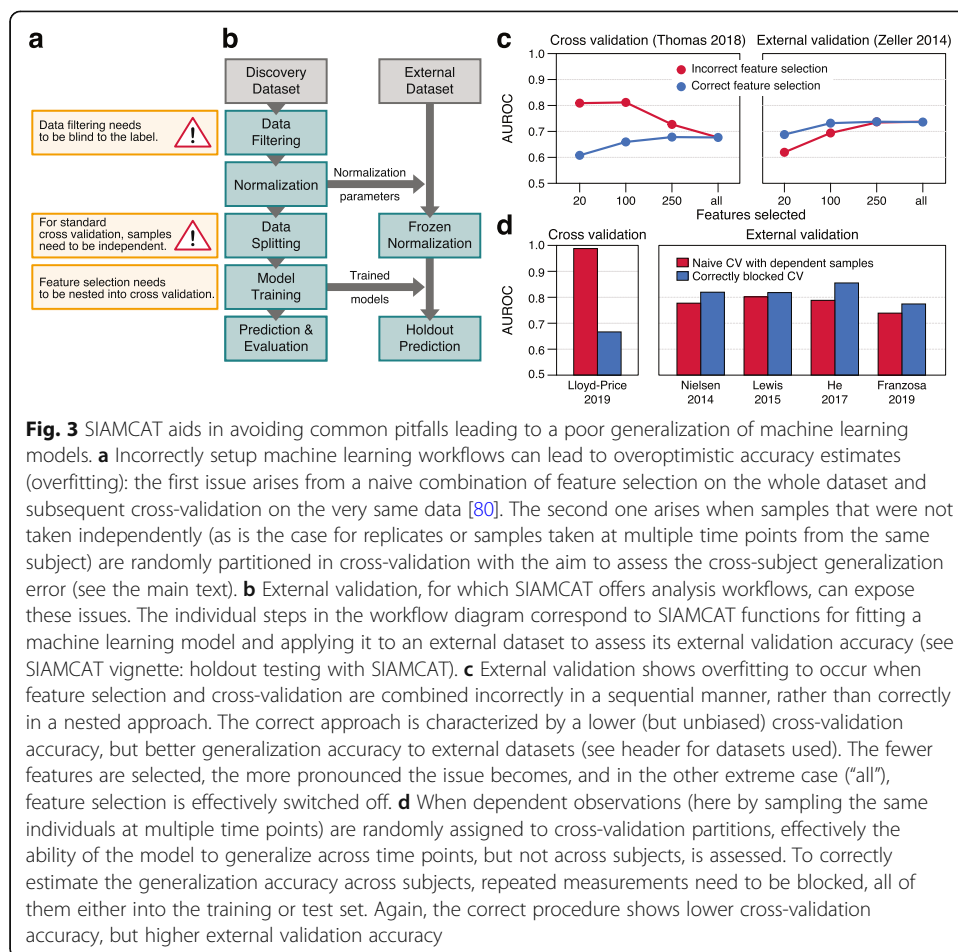 a
b
Discovery
Dataset
External
Dataset
Data filtering needs
to be blind to the label.
!
Data
Filtering
Normalization
Normalization
parameters
For standard
cross validation, samples
need to be independent.
!
Data
Splitting
Frozen
Normalization
Feature selection needs
to be nested into cross validation.
Model
Training
Trained
models
Prediction &
Evaluation
Holdout
Prediction
c
Cross validation (Thomas 2018)
External validation (Zeller 2014)
Incorrect feature selection
Correct feature selection
AUROC
1.0
0.9
0.8
0.7
0.6
0.5
20 100 250 all
20 100 250 all
Features selected
d
Cross validation
External validation
Naive CV with dependent samples
Correctly blocked CV
AUROC
1.0
0.9
0.8
0.7
0.6
0.5
Lloyd-Price
2019
Nielsen
2014
Lewis
2015
He
2017
Franzosa
2019
Fig. 3 SIAMCAT aids in avoiding common pitfalls leading to a poor generalization of machine learning
models. a Incorrectly setup machine learning workflows can lead to overoptimistic accuracy estimates
(overfitting): the first issue arises from a naive combination of feature selection on the whole dataset and
subsequent cross-validation on the very same data [80]. The second one arises when samples that were not
taken independently (as is the case for replicates or samples taken at multiple time points from the same
subject) are randomly partitioned in cross-validation with the aim to assess the cross-subject generalization
error (see the main text). b External validation, for which SIAMCAT offers analysis workflows, can expose
these issues. The individual steps in the workflow diagram correspond to SIAMCAT functions for fitting a
machine learning model and applying it to an external dataset to assess its external validation accuracy (see
SIAMCAT vignette: holdout testing with SIAMCAT). c External validation shows overfitting to occur when
feature selection and cross-validation are combined incorrectly in a sequential manner, rather than correctly
in a nested approach. The correct approach is characterized by a lower (but unbiased) cross-validation
accuracy, but better generalization accuracy to external datasets (see header for datasets used). The fewer
features are selected, the more pronounced the issue becomes, and in the other extreme case (“all”),
feature selection is effectively switched off. d When dependent observations (here by sampling the same
individuals at multiple time points) are randomly assigned to cross-validation partitions, effectively the
ability of the model to generalize across time points, but not across subjects, is assessed. To correctly
estimate the generalization accuracy across subjects, repeated measurements need to be blocked, all of
them either into the training or test set. Again, the correct procedure shows lower cross-validation
accuracy, but higher external validation accuracy